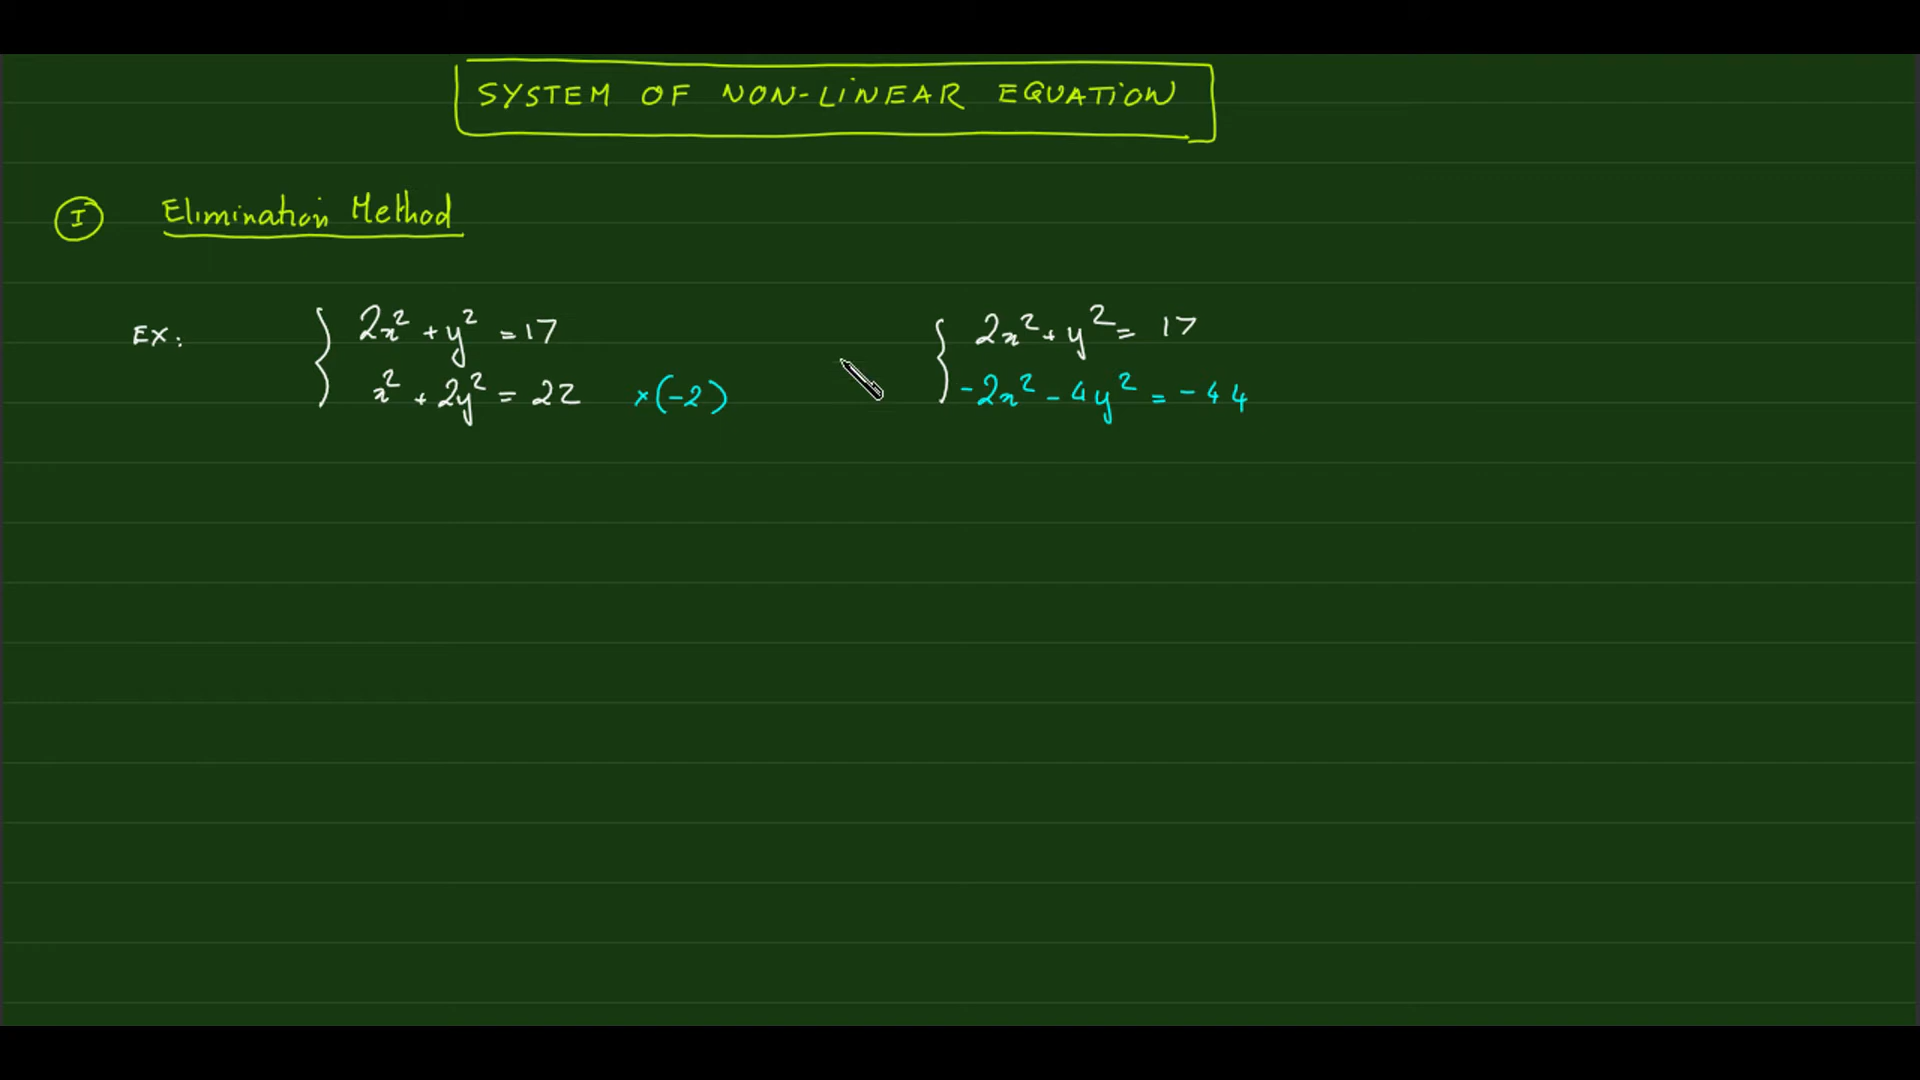 SYSTEM OF NON-LINEAR EQUATION
I Elimination Method
EX: { 2x² + y² = 17
x² + 2y² = 22 ×(-2)
{ 2x² + y² = 17
-2x² - 4y² = -44